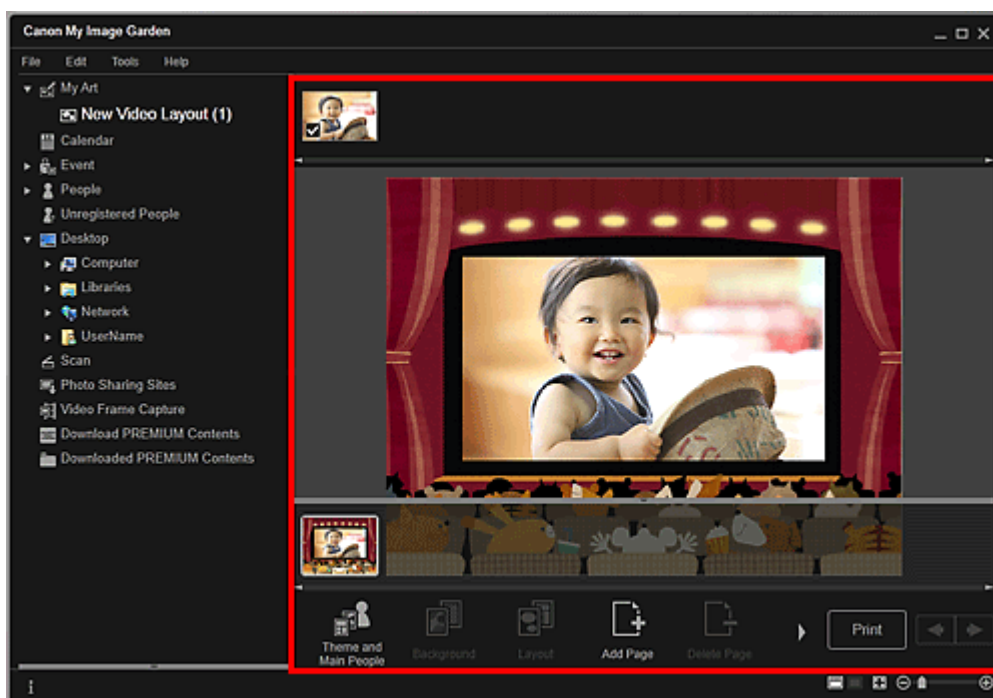 Canon My Image Garden
File Edit Tools Help
My Art
New Video Layout (1)
Calendar
Event
People
Unregistered People
Desktop
Computer
Libraries
Network
UserName
Scan
Photo Sharing Sites
Video Frame Capture
Download PREMIUM Contents
Downloaded PREMIUM Contents
Theme and
Main People
Background
Layout
Add Page
Delete Page
Print